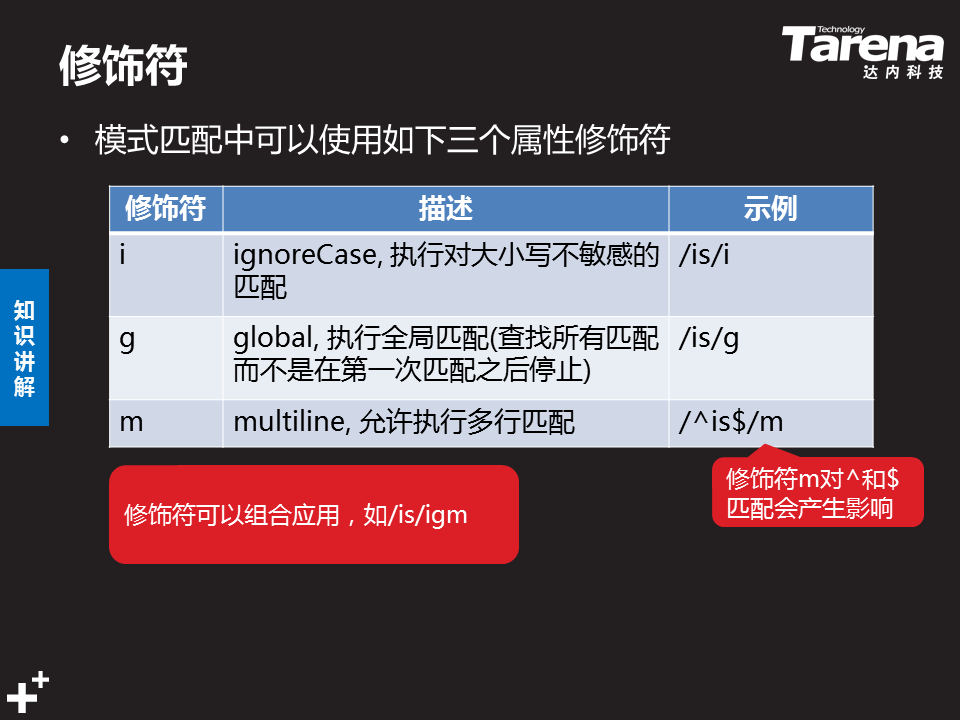 修饰符
Technology
Tarena
达内科技
• 模式匹配中可以使用如下三个属性修饰符
修饰符 描述 示例
i ignoreCase, 执行对大小写不敏感的 /is/i
匹配
g global, 执行全局匹配(查找所有匹配 /is/g
而不是在第一次匹配之后停止)
m multiline, 允许执行多行匹配 /^is$/m
知
识
讲
解
修饰符可以组合应用，如/is/igm
修饰符m对^和$
匹配会产生影响